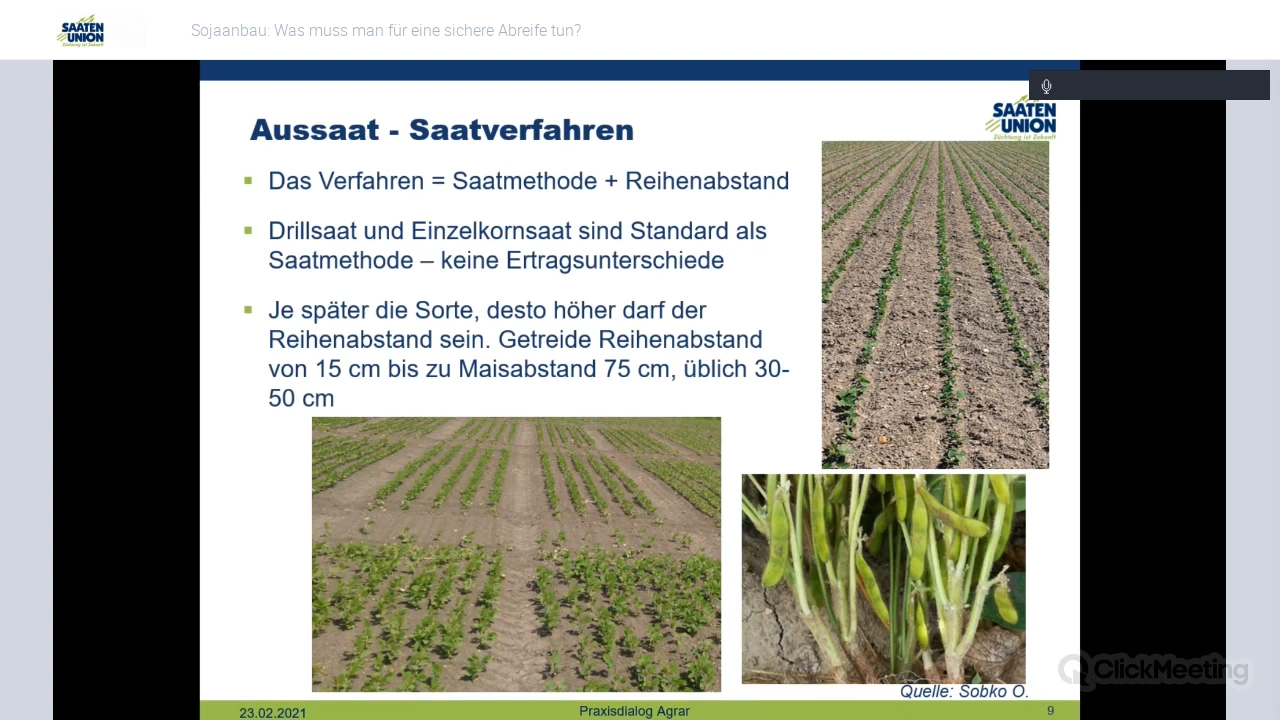 SAATEN
UNION
Züchtung ist Zukunft
Sojaanbau: Was muss man für eine sichere Abreife tun?
SAATEN
UNION
Züchtung ist Zukunft
Aussaat - Saatverfahren
Das Verfahren = Saatmethode + Reihenabstand
Drillsaat und Einzelkornsaat sind Standard als
Saatmethode – keine Ertragsunterschiede
Je später die Sorte, desto höher darf der
Reihenabstand sein. Getreide Reihenabstand
von 15 cm bis zu Maisabstand 75 cm, üblich 30-
50 cm
ClickMeeting
Quelle: Sobko O.
23.02.2021
Praxisdialog Agrar
9